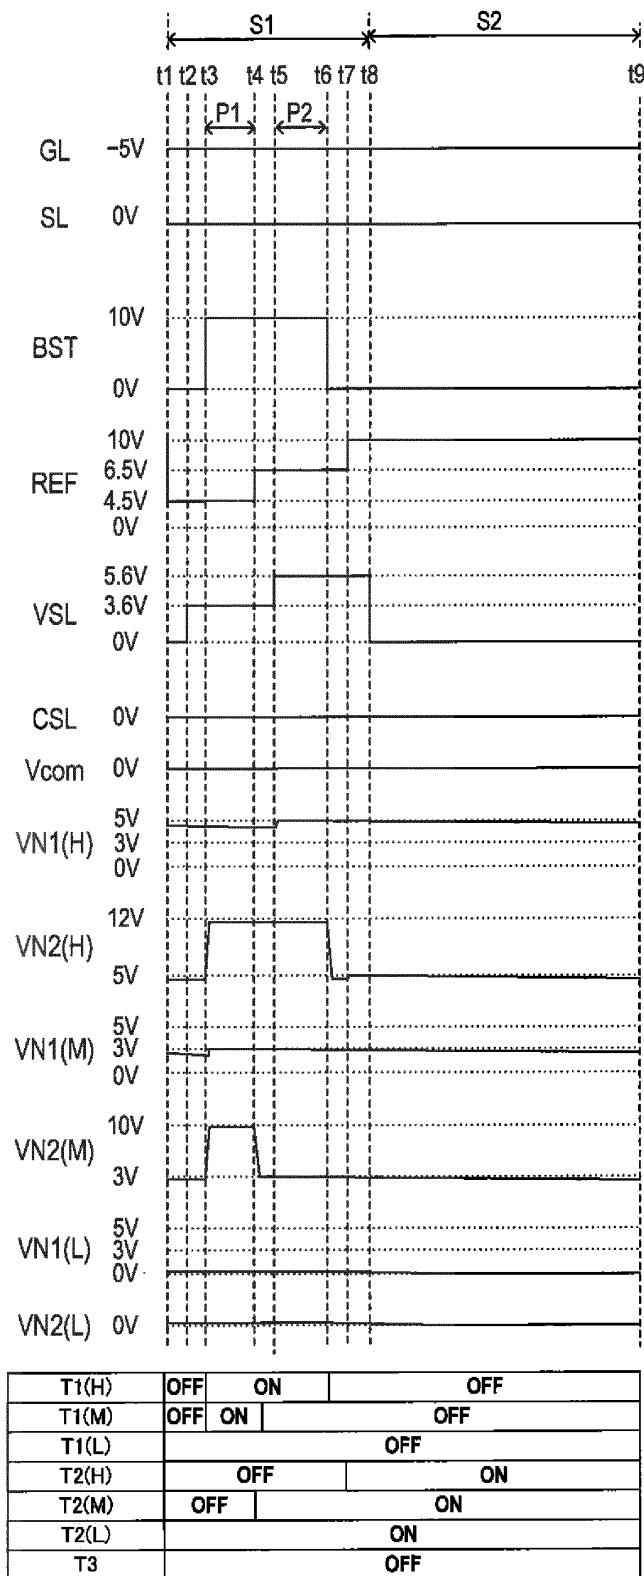 S1 S2
t1 t2 t3 t4 t5 t6 t7 t8 t9
P1 P2
GL −5V
SL 0V
10V
BST
0V
10V
REF 6.5V
4.5V
0V
5.6V
VSL 3.6V
0V
CSL 0V
Vcom 0V
5V
VN1(H) 3V
0V
12V
VN2(H)
5V
5V
VN1(M) 3V
0V
10V
VN2(M)
3V
5V
VN1(L) 3V
0V
VN2(L) 0V
T1(H) OFF ON OFF
T1(M) OFF ON OFF
T1(L) OFF
T2(H) OFF ON
T2(M) OFF ON
T2(L) ON
T3 OFF